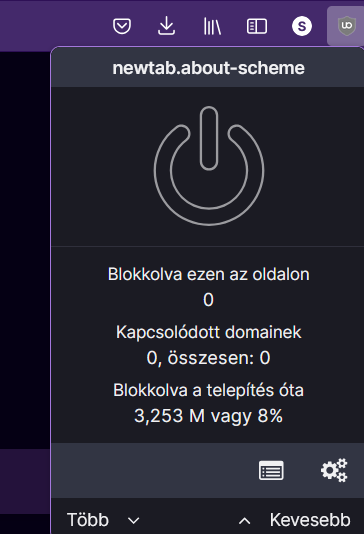 S
UO
newtab.about-scheme
Blokkolva ezen az oldalon
0
Kapcsolódott domainek
0, összesen: 0
Blokkolva a telepítés óta
3,253 M vagy 8%
Több
Kevesebb